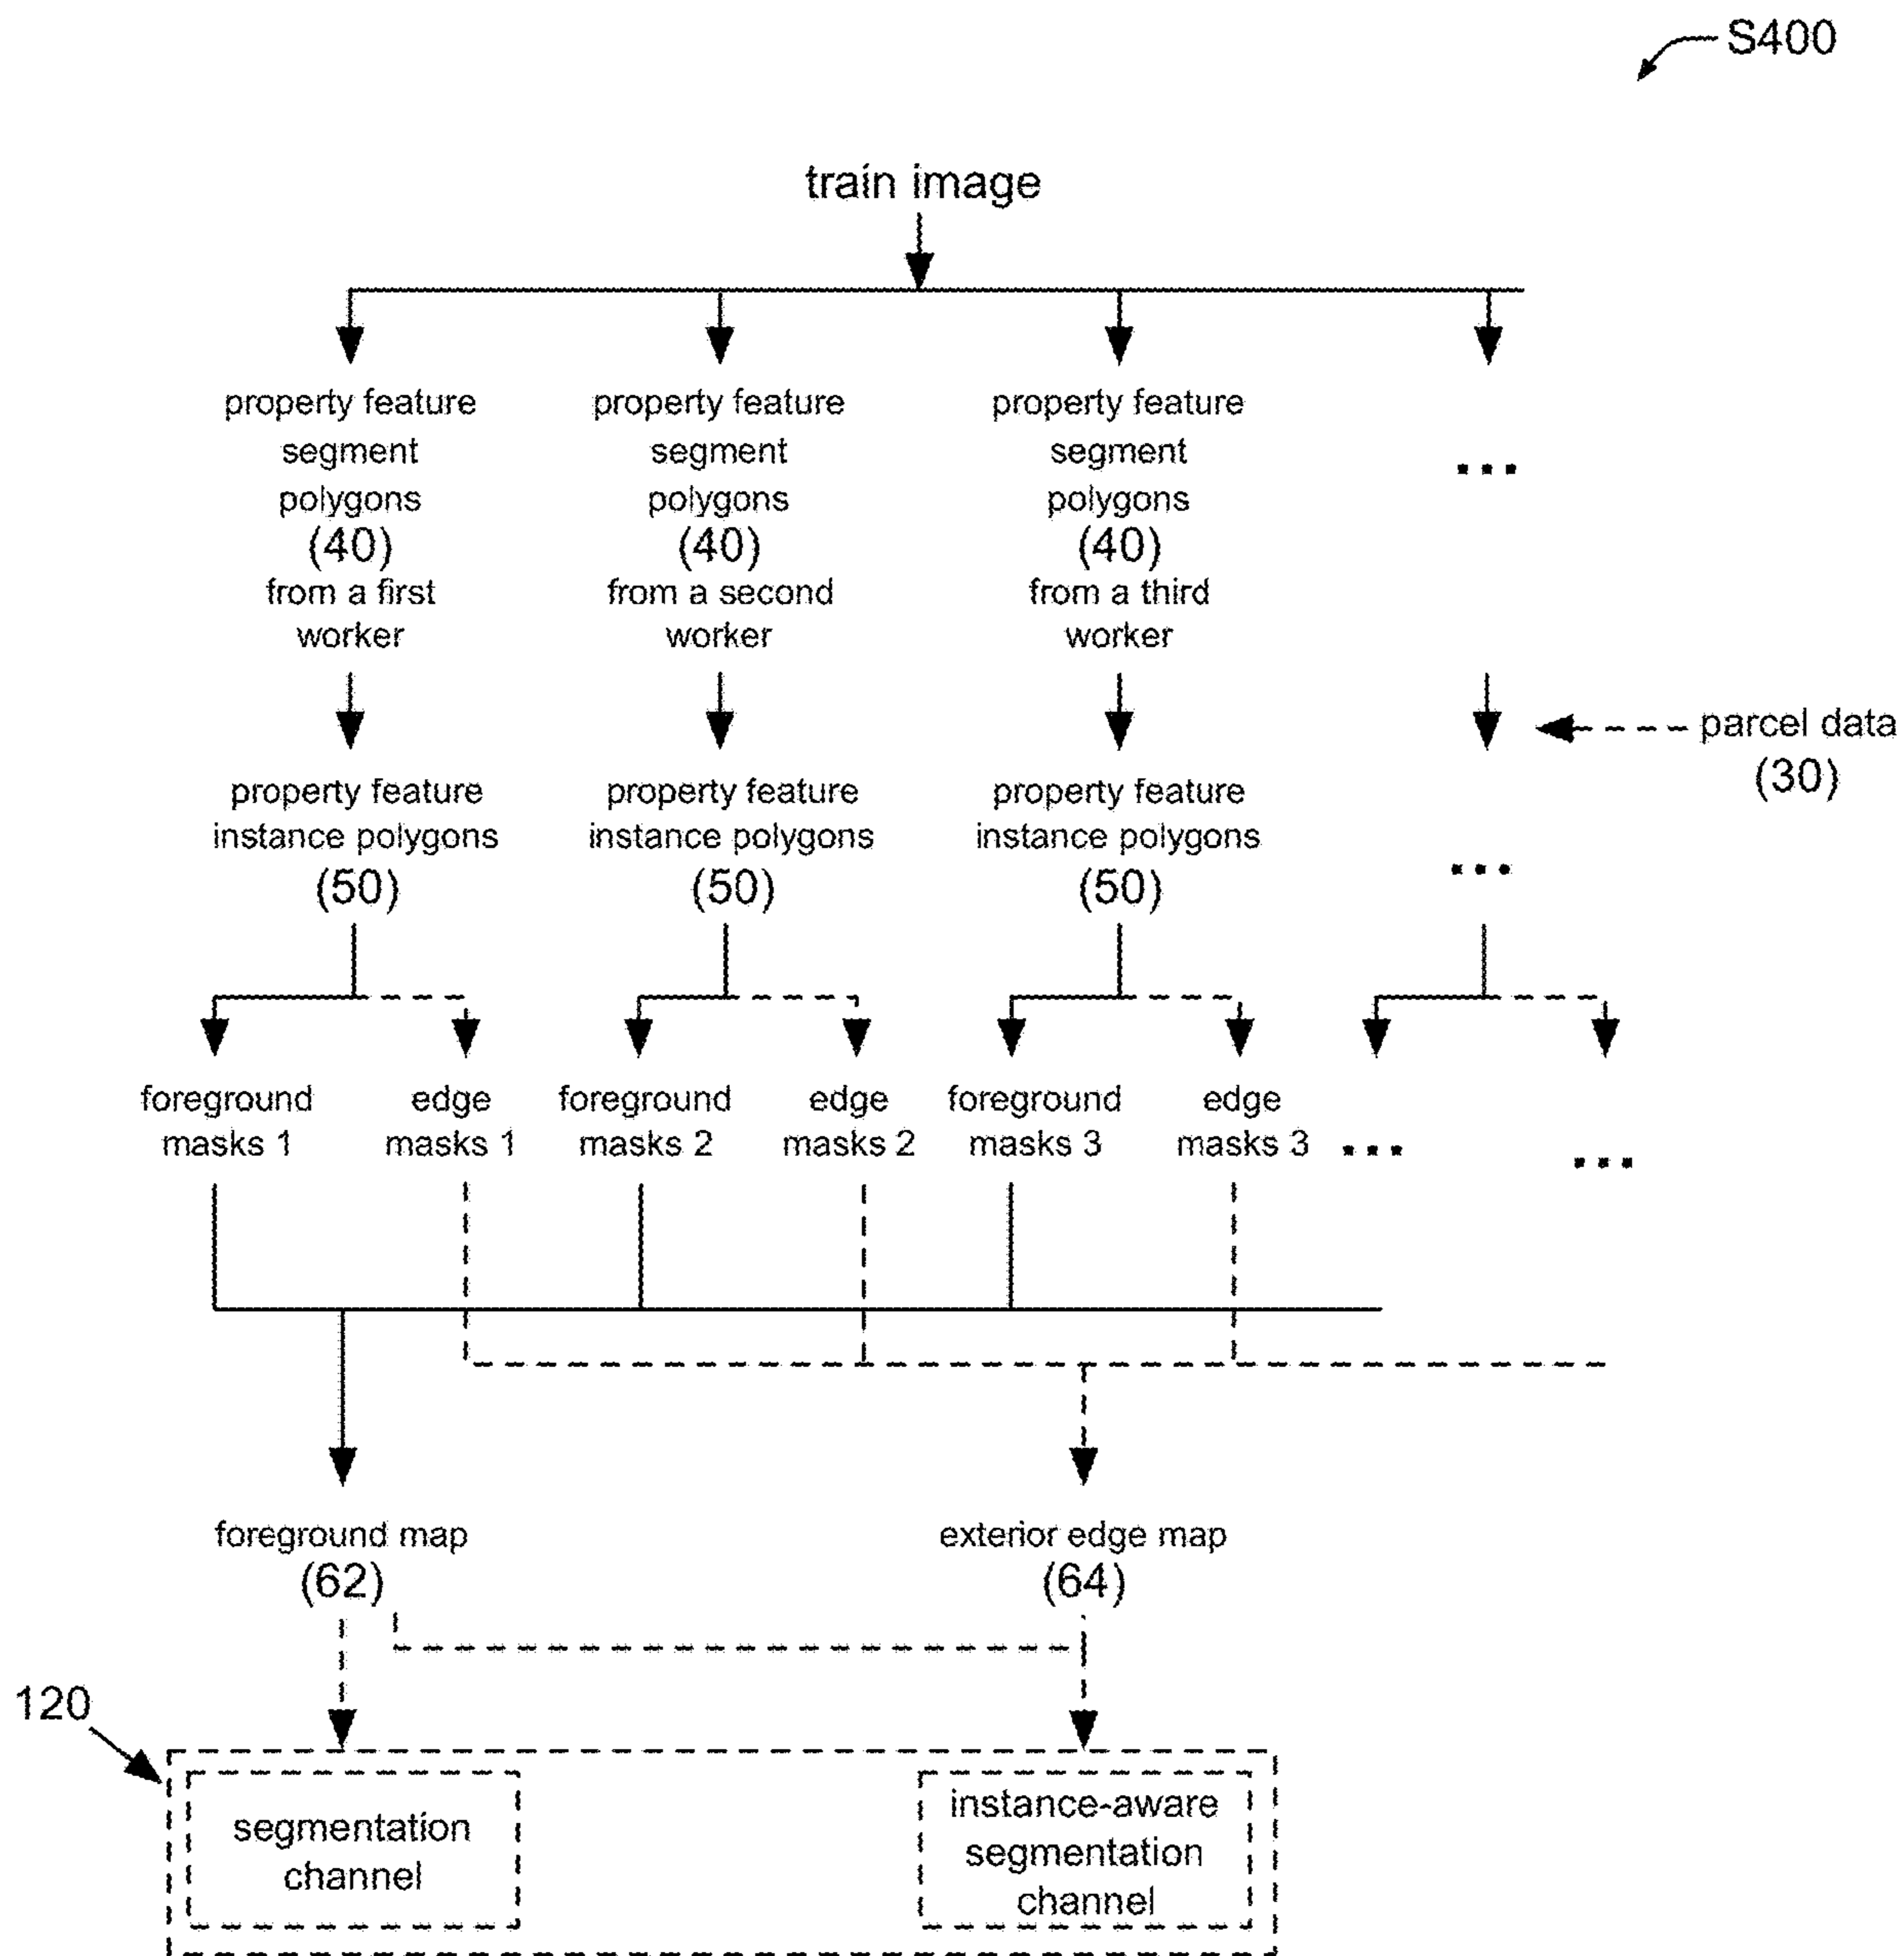 S400
train image
property feature
segment
polygons
(40)
from a first
worker
property feature
segment
polygons
(40)
from a second
worker
property feature
segment
polygons
(40)
from a third
worker
...
parcel data
(30)
property feature
instance polygons
(50)
property feature
instance polygons
(50)
property feature
instance polygons
(50)
...
foreground
masks 1
edge
masks 1
foreground
masks 2
edge
masks 2
foreground
masks 3
edge
masks 3
...
...
foreground map
(62)
exterior edge map
(64)
120
segmentation
channel
instance-aware
segmentation
channel